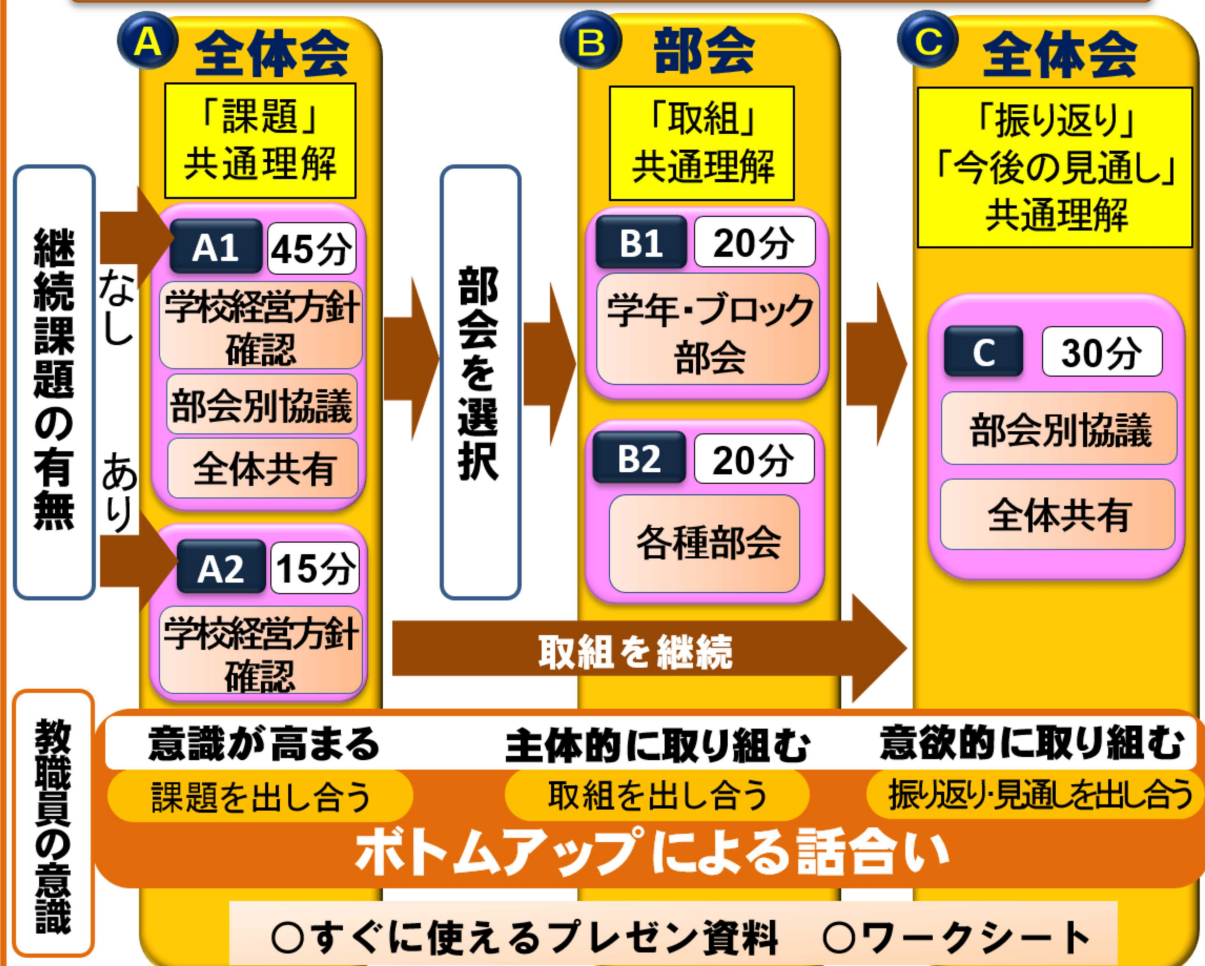 A 全体会
「課題」
共通理解
継続課題の有無
なし
あり
A1 45分
学校経営方針
確認
部会別協議
全体共有
A2 15分
学校経営方針
確認
部会を選択
B 部会
「取組」
共通理解
B1 20分
学年・ブロック
部会
B2 20分
各種部会
取組を継続
C 全体会
「振り返り」
「今後の見通し」
共通理解
C 30分
部会別協議
全体共有
教職員の意識
意識が高まる 主体的に取り組む 意欲的に取り組む
課題を出し合う 取組を出し合う 振り返り・見通しを出し合う
ボトムアップによる話合い
○すぐに使えるプレゼン資料 ○ワークシート